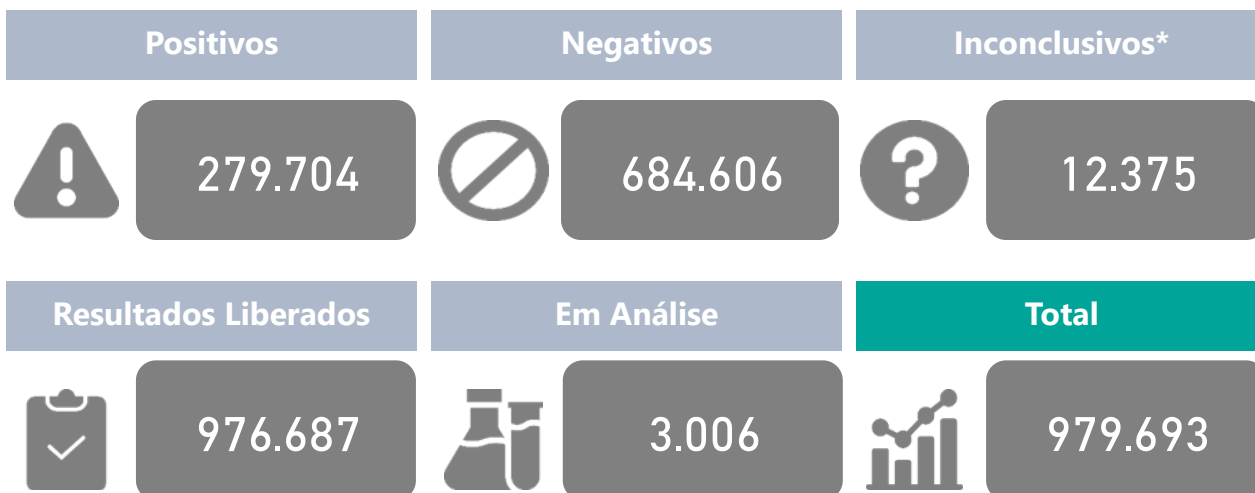 Positivos
Negativos
Inconclusivos*
279.704
684.606
12.375
Resultados Liberados
Em Análise
Total
976.687
3.006
979.693